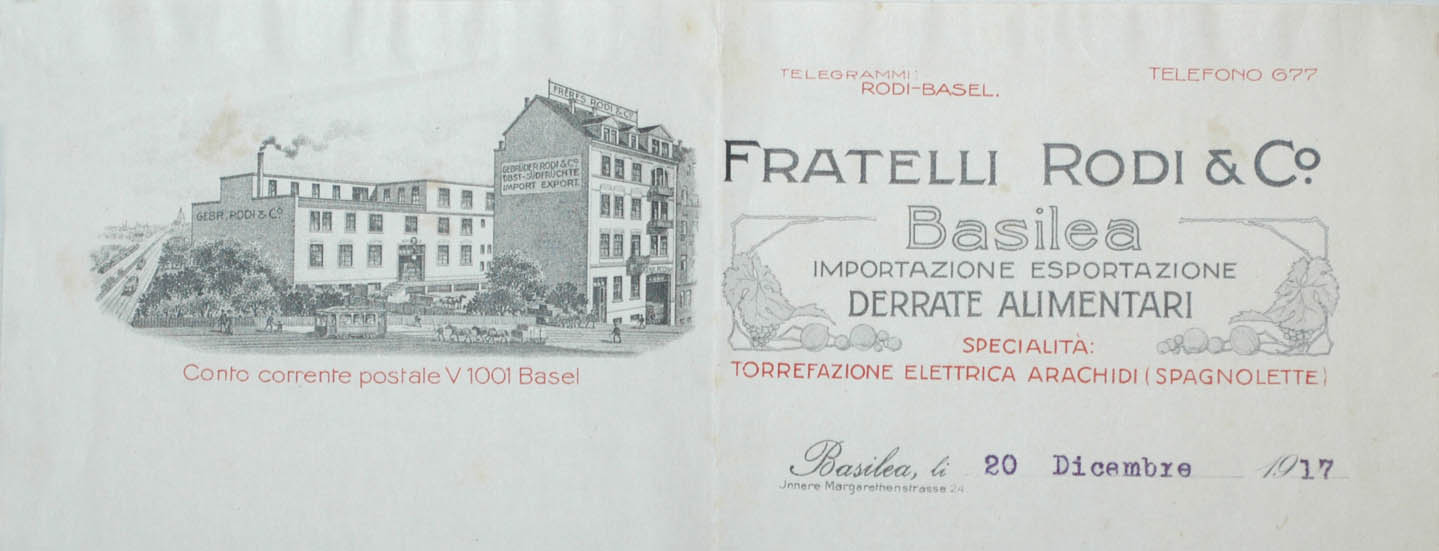 FRÈRES RODI & Cº
GEBRÜDER RODI & Cº
OBST-SÜDFRÜCHTE
IMPORT EXPORT.
GEBR. RODI & Cº
Conto corrente postale V 1001 Basel
TELEGRAMMI:
RODI-BASEL.
TELEFONO 677
FRATELLI RODI & Cº
Basilea
IMPORTAZIONE ESPORTAZIONE
DERRATE ALIMENTARI
SPECIALITÀ:
TORREFAZIONE ELETTRICA ARACHIDI (SPAGNOLETTE)
Basilea, li 20 Dicembre 1917
Innere Margarethenstrasse 24.